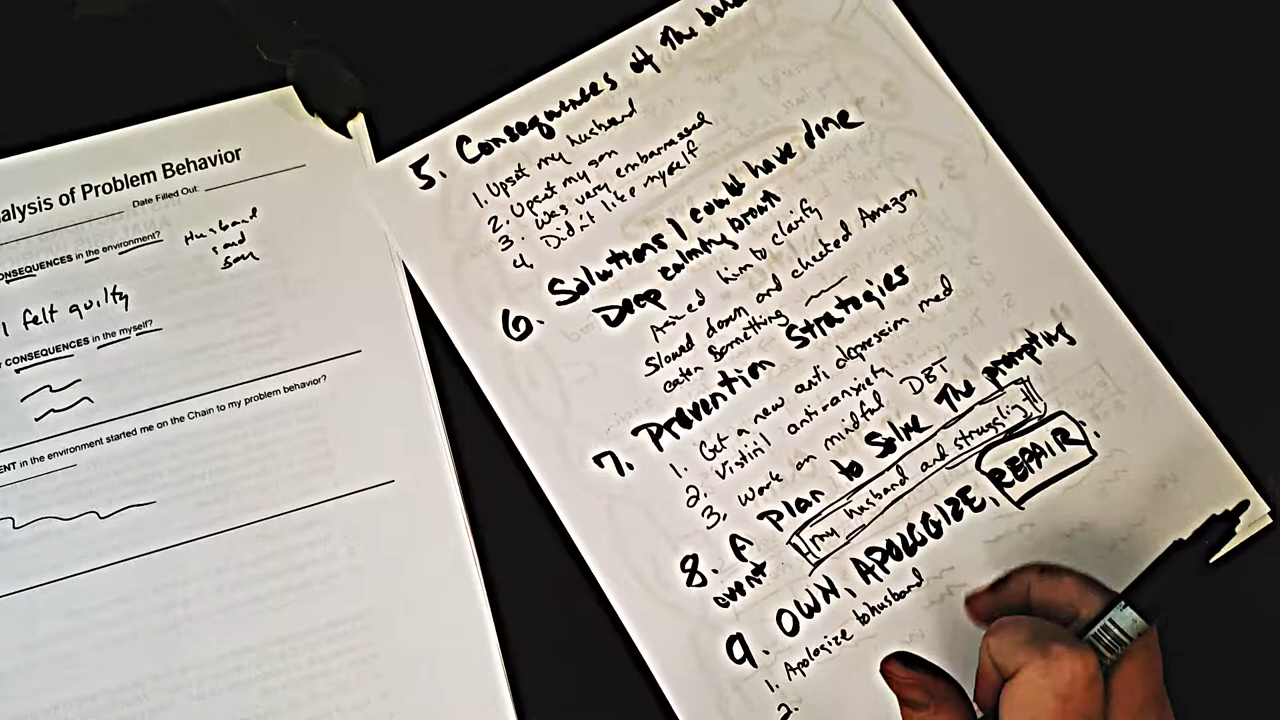 alysis of Problem Behavior
Date Filled Out:
ONSEQUENCES in the environment?
Husband
said
son
I felt guilty
CONSEQUENCES in the myself?
ENT in the environment started me on the Chain to my problem behavior?
5. Consequences of the
1. Upset my husband
2. Upset my son
3. Was very embarrassed
4. Didn't like myself
6. Solutions I could have done
Deep calming breath
Asked him to clarify
Slowed down and checked Amazon
eaten something
7. Prevention Strategies
1. Get a new anti depression med
2. Vistiril anti-anxiety
3. Work on mindful DBT
8. A Plan to Solve The prompting
event my husband and struggling
9. OWN, APOLOGIZE, REPAIR.
1. Apologize husband
2.